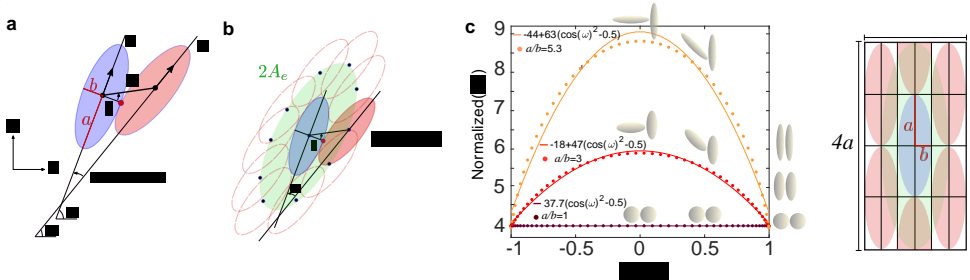 a
b
a
b
2Aₑ
c
Normalized(
9
8
7
6
5
4
-44+63(cos(ω)²-0.5)
a/b=5.3
-18+47(cos(ω)²-0.5)
a/b=3
37.7(cos(ω)²-0.5)
a/b=1
-1
-0.5
0
0.5
1
4a
a
b